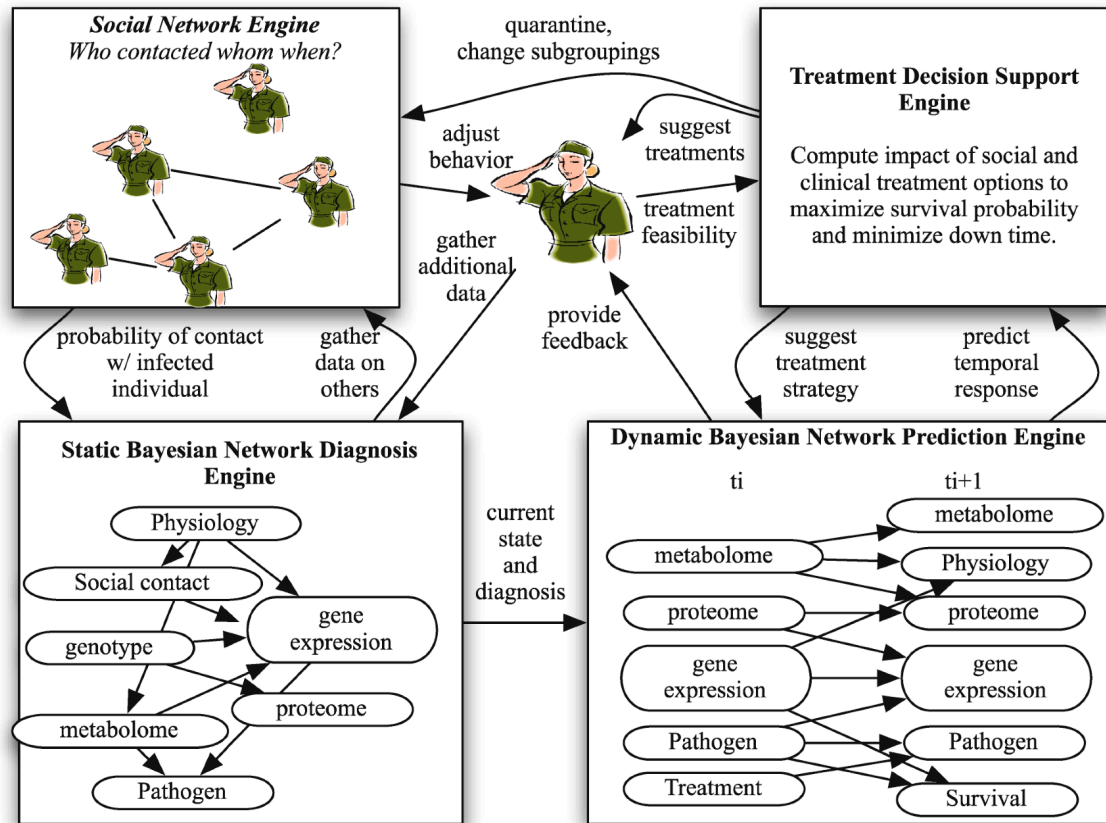 Social Network Engine
Who contacted whom when?
quarantine,
change subgroupings
Treatment Decision Support
Engine
Compute impact of social and
clinical treatment options to
maximize survival probability
and minimize down time.
adjust
behavior
suggest
treatments
treatment
feasibility
gather
additional
data
provide
feedback
probability of contact
w/ infected
individual
gather
data on
others
suggest
treatment
strategy
predict
temporal
response
Static Bayesian Network Diagnosis
Engine
Physiology
Social contact
gene
expression
genotype
proteome
metabolome
Pathogen
current
state
and
diagnosis
Dynamic Bayesian Network Prediction Engine
ti
ti+1
metabolome
proteome
gene
expression
Pathogen
Treatment
metabolome
Physiology
proteome
gene
expression
Pathogen
Survival